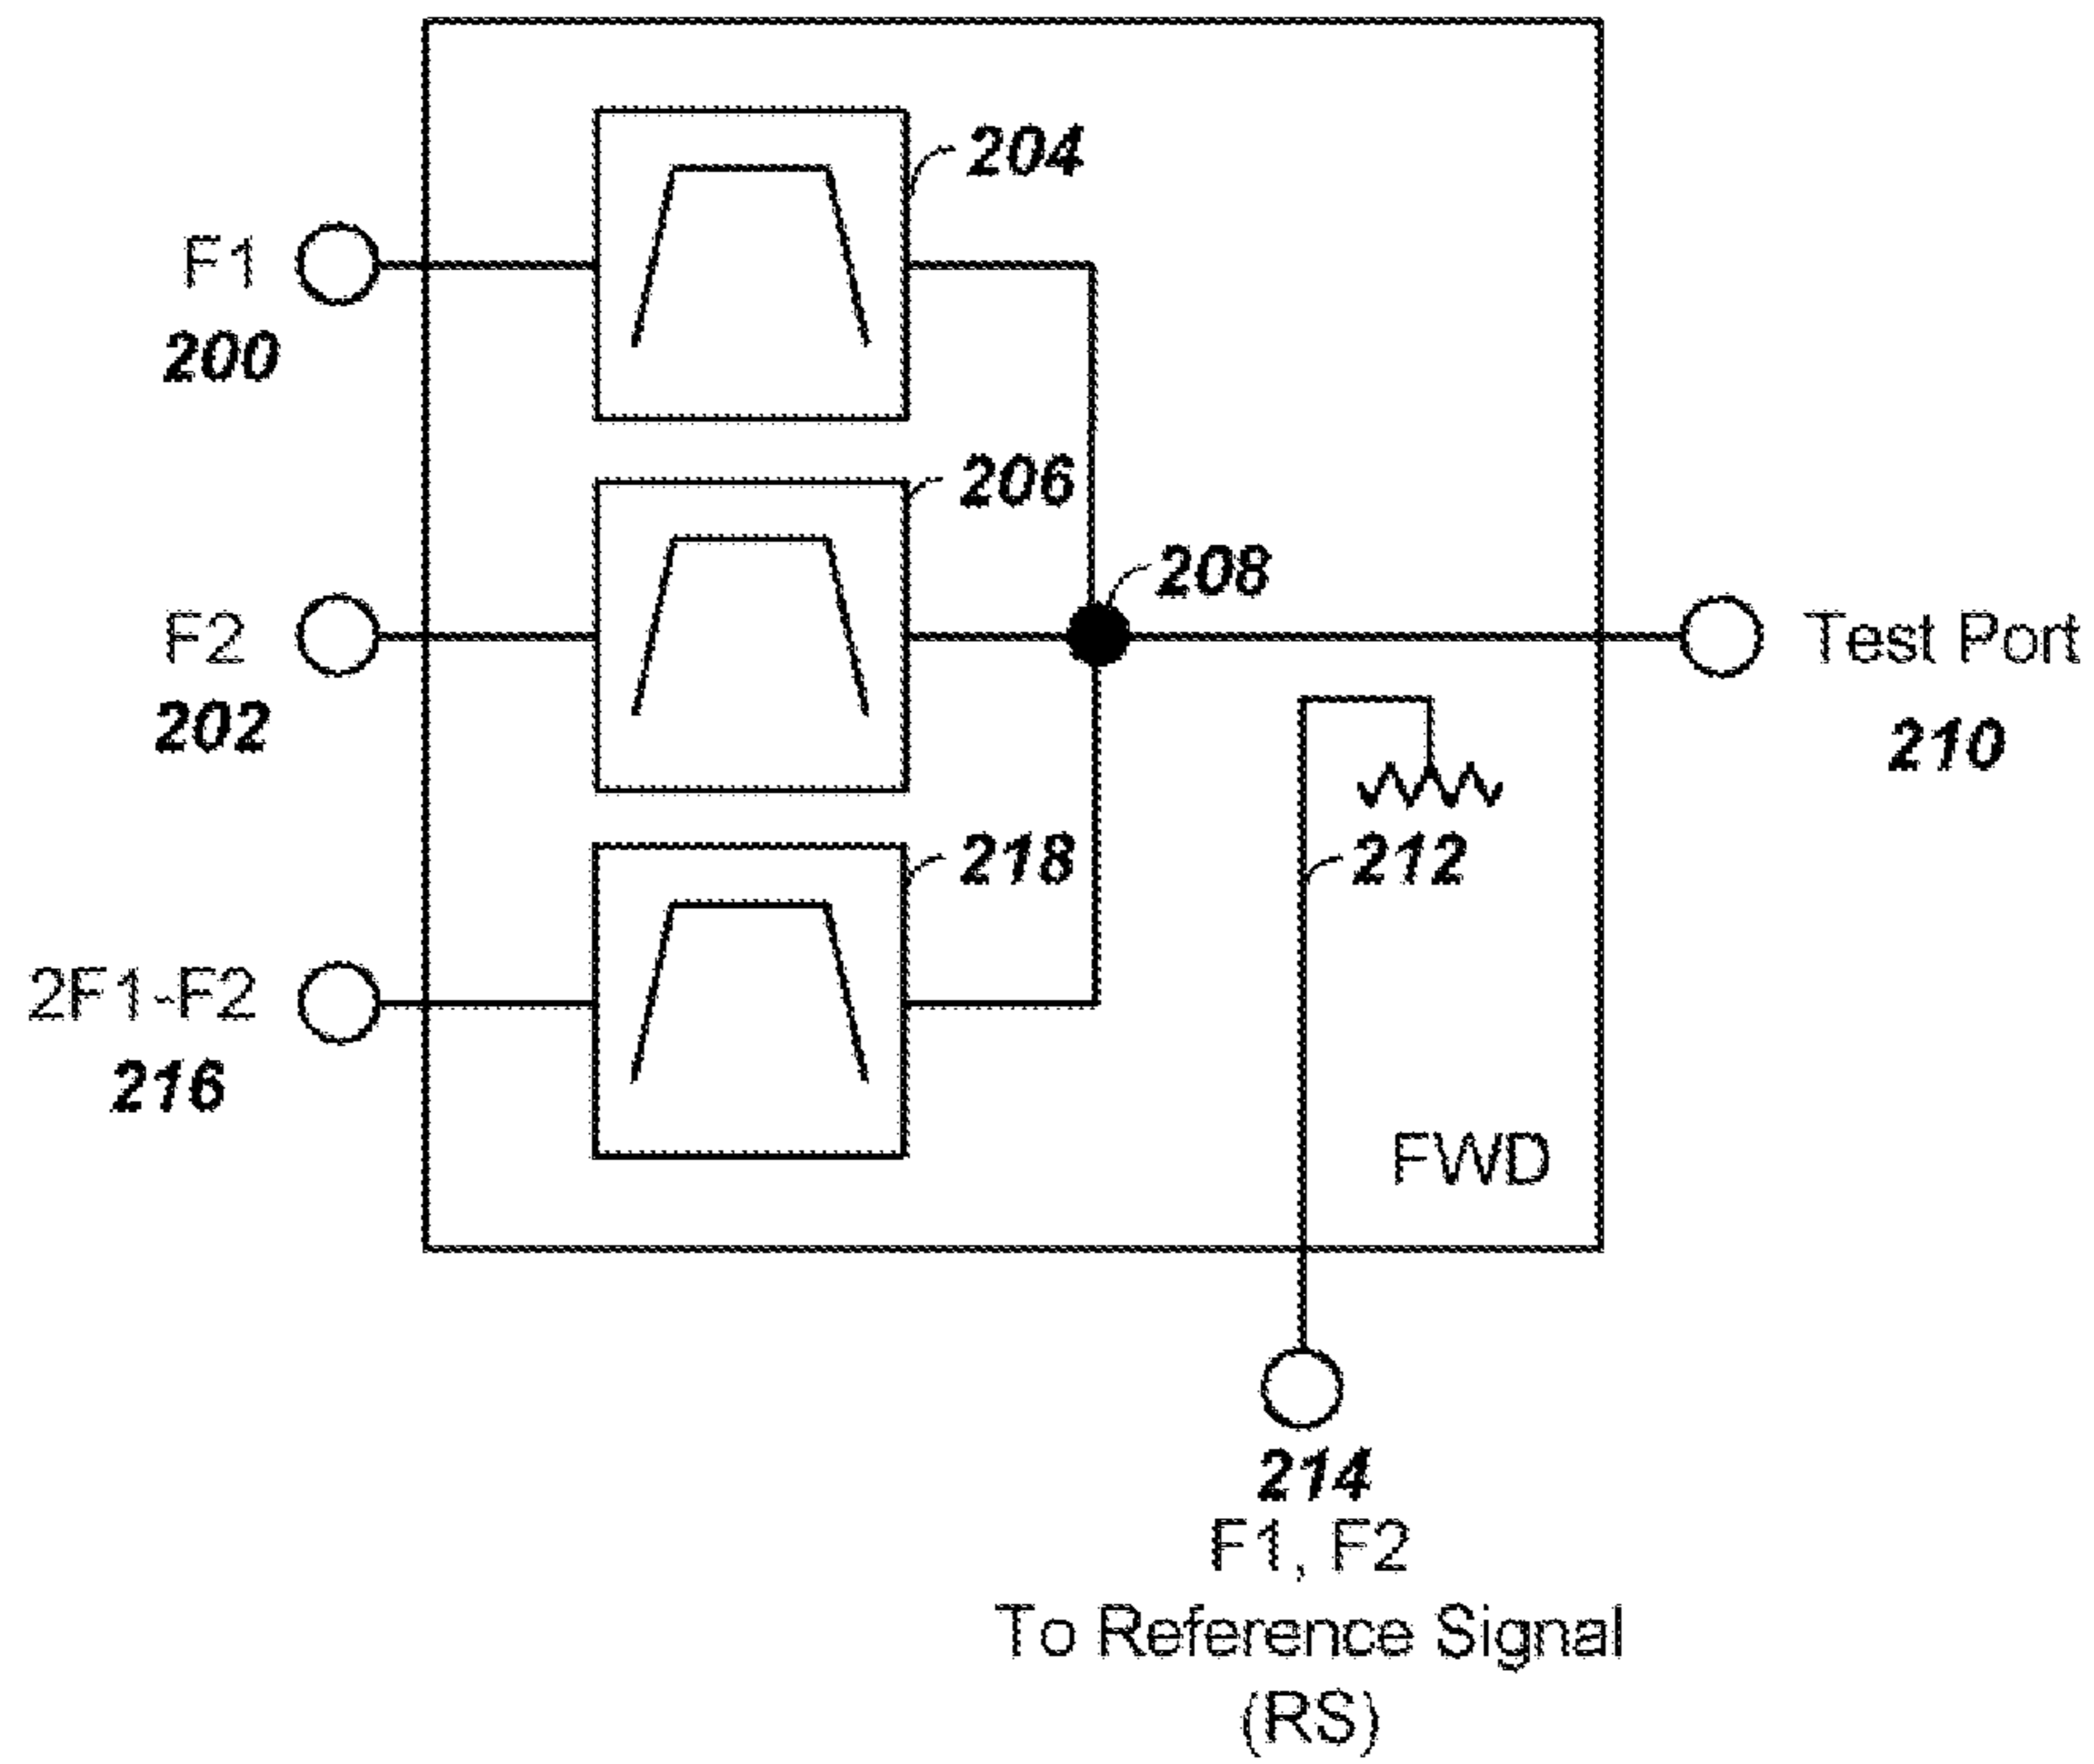 204
F1
200
206
208
F2
202
Test Port
210
218
212
2F1-F2
216
FWD
214
F1, F2
To Reference Signal
(RS)